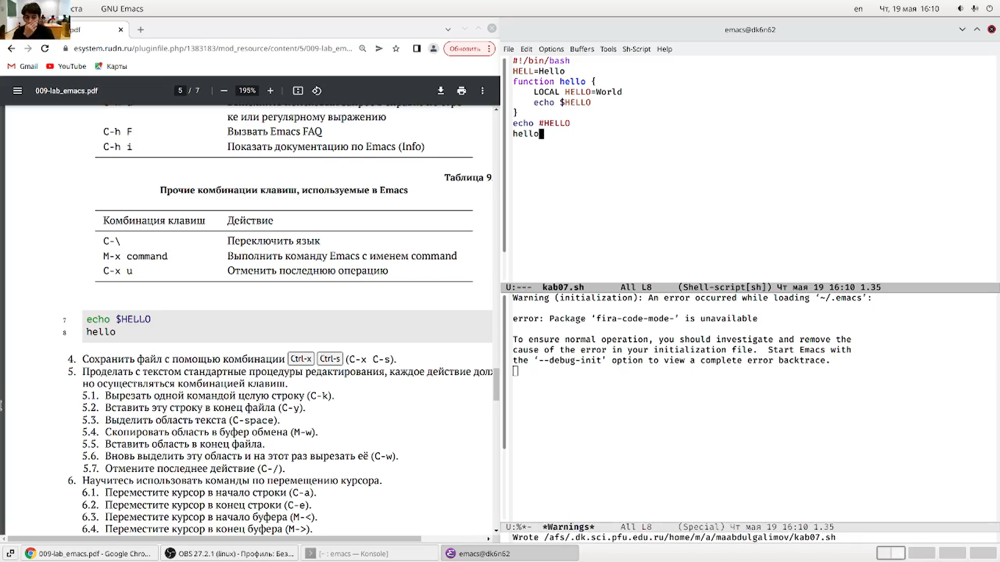 ста GNU Emacs en Чт, 19 мая 16:10
pdf
emacs@dk6n62
esystem.rudn.ru/pluginfile.php/1383183/mod_resource/content/5/009-lab_em... Обновить
File Edit Options Buffers Tools Sh-Script Help
Gmail YouTube Карты
009-lab_emacs.pdf 5 / 7 195%
ке или регулярному выражению
C-h F Вызвать Emacs FAQ
C-h i Показать документацию по Emacs (Info)
Таблица 9.
Прочие комбинации клавиш, используемые в Emacs
Комбинация клавиш Действие
C-\ Переключить язык
M-x command Выполнить команду Emacs с именем command
C-x u Отменить последнюю операцию
7 echo $HELLO
8 hello
4. Сохранить файл с помощью комбинации Ctrl-x Ctrl-s (C-x C-s).
5. Проделать с текстом стандартные процедуры редактирования, каждое действие дол
но осуществляться комбинацией клавиш.
5.1. Вырезать одной командой целую строку (C-k).
5.2. Вставить эту строку в конец файла (C-y).
5.3. Выделить область текста (C-space).
5.4. Скопировать область в буфер обмена (M-w).
5.5. Вставить область в конец файла.
5.6. Вновь выделить эту область и на этот раз вырезать её (C-w).
5.7. Отмените последнее действие (C-/).
6. Научитесь использовать команды по перемещению курсора.
6.1. Переместите курсор в начало строки (C-a).
6.2. Переместите курсор в конец строки (C-e).
6.3. Переместите курсор в начало буфера (M-<).
6.4. Переместите курсор в конец буфера (M->).
#!/bin/bash
HELL=Hello
function hello {
LOCAL HELLO=World
echo $HELLO
}
echo #HELLO
hello
U:--- kab07.sh All L8 (Shell-script[sh]) Чт мая 19 16:10 1.35
Warning (initialization): An error occurred while loading ‘~/.emacs’:
error: Package ‘fira-code-mode-’ is unavailable
To ensure normal operation, you should investigate and remove the
cause of the error in your initialization file. Start Emacs with
the ‘--debug-init’ option to view a complete error backtrace.
U:%*- *Warnings* All L8 (Special) Чт мая 19 16:10 1.35
Wrote /afs/.dk.sci.pfu.edu.ru/home/m/a/maabdulgalimov/kab07.sh
009-lab_emacs.pdf - Google Chro... OBS 27.2.1 (linux) - Профиль: Без... [~ : emacs — Konsole] emacs@dk6n62